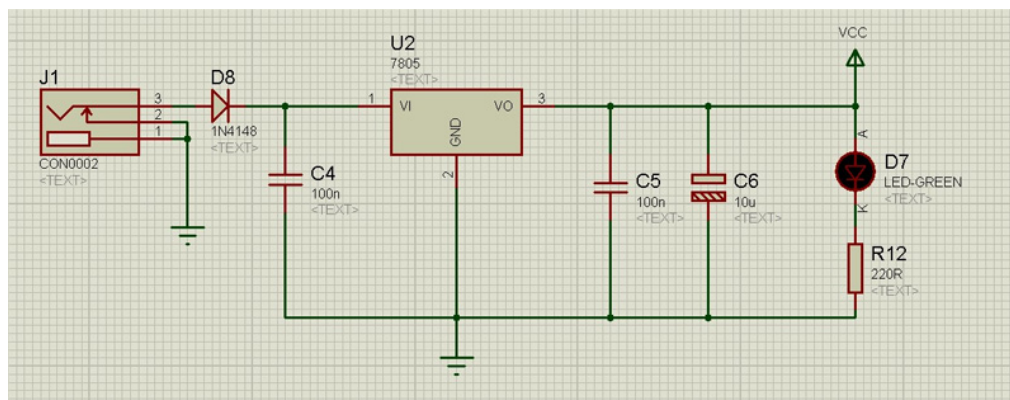 J1
3
2
1
CON0002
<TEXT>
D8
1N4148
<TEXT>
C4
100n
<TEXT>
U2
7805
<TEXT>
1
VI
VO
3
GND
2
C5
100n
<TEXT>
C6
10u
<TEXT>
VCC
A
D7
LED-GREEN
<TEXT>
K
R12
220R
<TEXT>